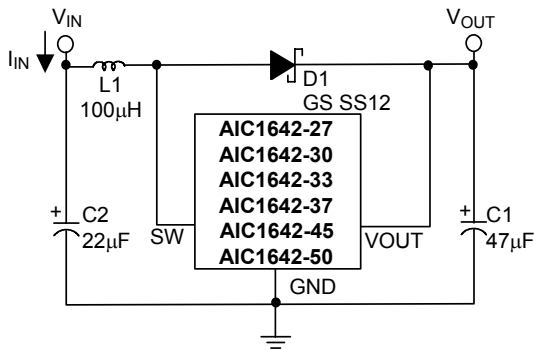 VIN
VOUT
IIN
L1
100μH
D1
GS SS12
AIC1642-27
AIC1642-30
AIC1642-33
AIC1642-37
AIC1642-45
AIC1642-50
+
C2
22μF
SW
VOUT
+
C1
47μF
GND